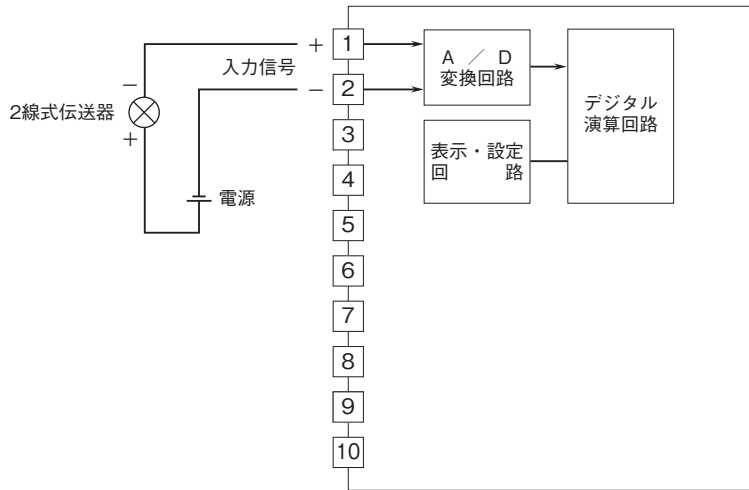 + 1
入力信号
- 2
A ／ D
変換回路
デジタル
演算回路
-
2線式伝送器
+
3
表示・設定
回　　　路
4
電源
5
6
7
8
9
10